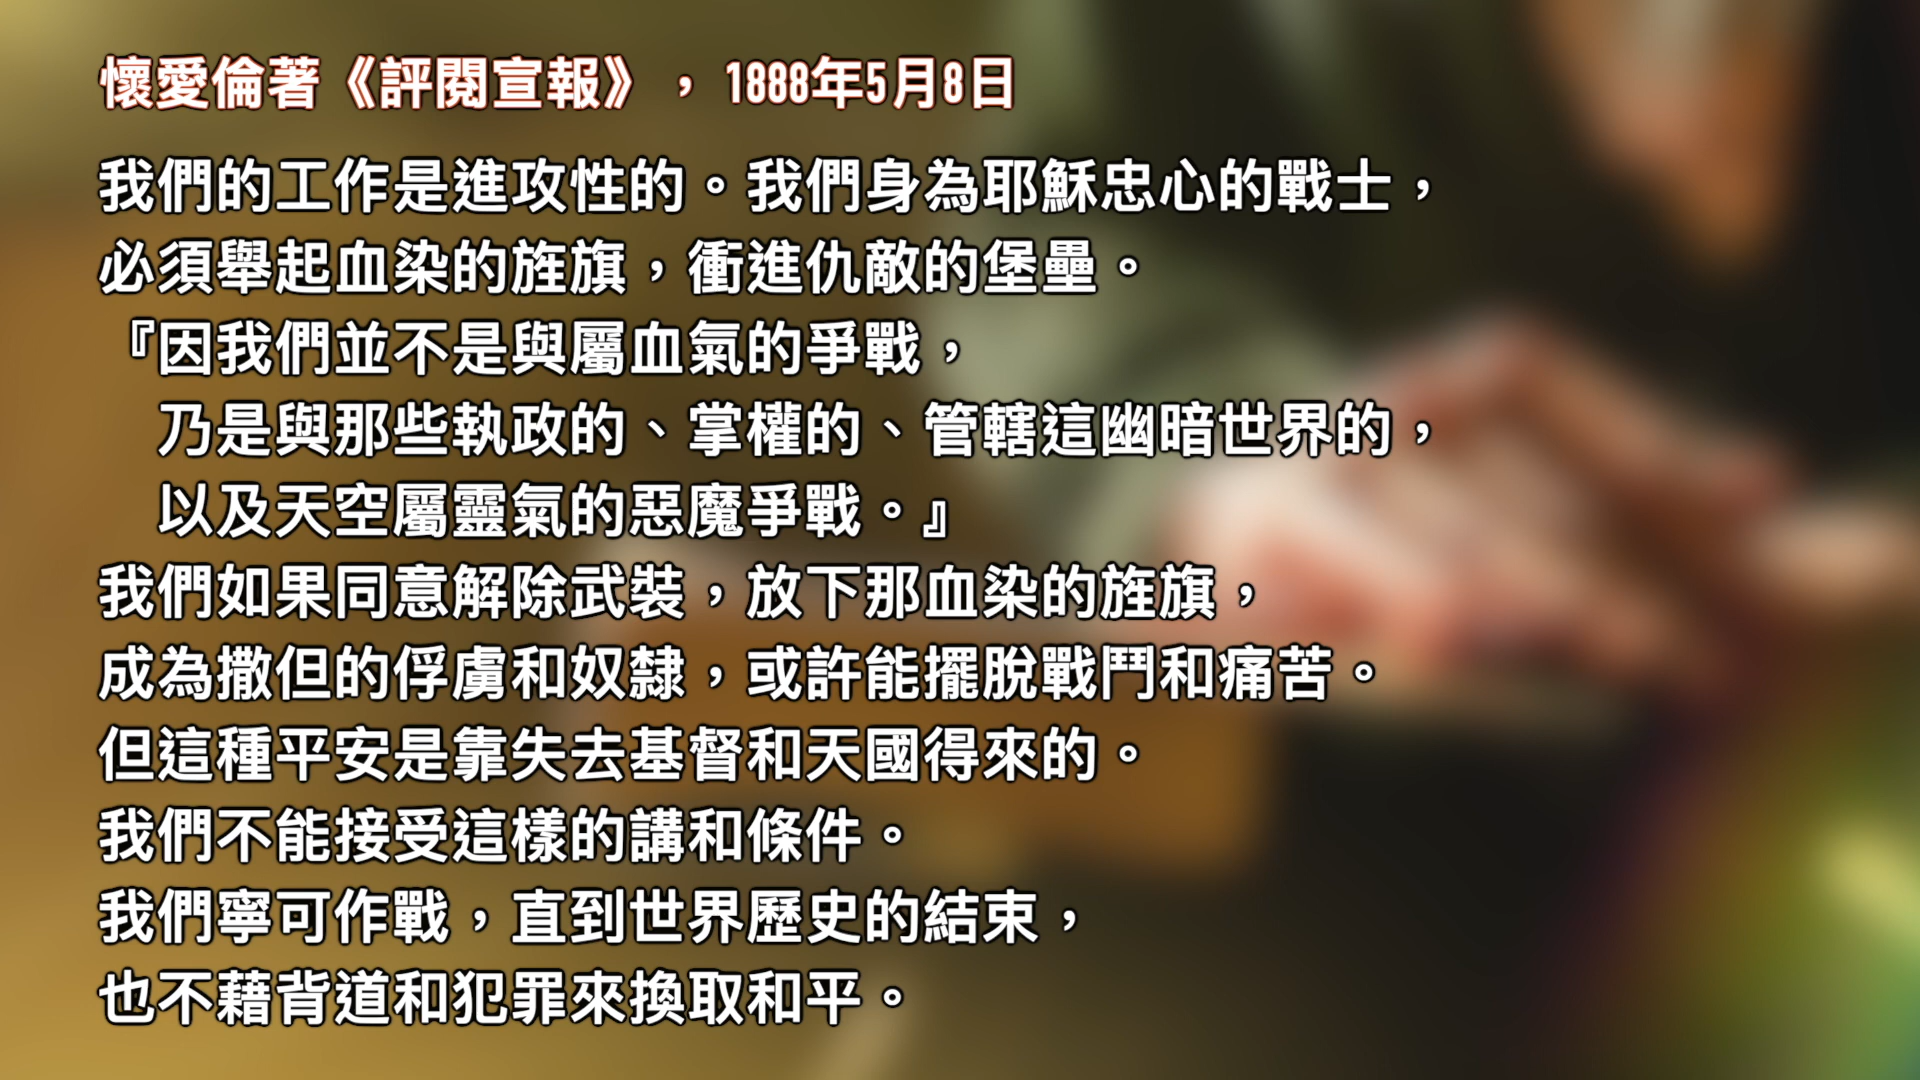 懷愛倫著《評閱宣報》，1888年5月8日
我們的工作是進攻性的。我們身為耶穌忠心的戰士，
必須舉起血染的旌旗，衝進仇敵的堡壘。
『因我們並不是與屬血氣的爭戰，
乃是與那些執政的、掌權的、管轄這幽暗世界的，
以及天空屬靈氣的惡魔爭戰。』
我們如果同意解除武裝，放下那血染的旌旗，
成為撒但的俘虜和奴隸，或許能擺脫戰鬥和痛苦。
但這種平安是靠失去基督和天國得來的。
我們不能接受這樣的講和條件。
我們寧可作戰，直到世界歷史的結束，
也不藉背道和犯罪來換取和平。